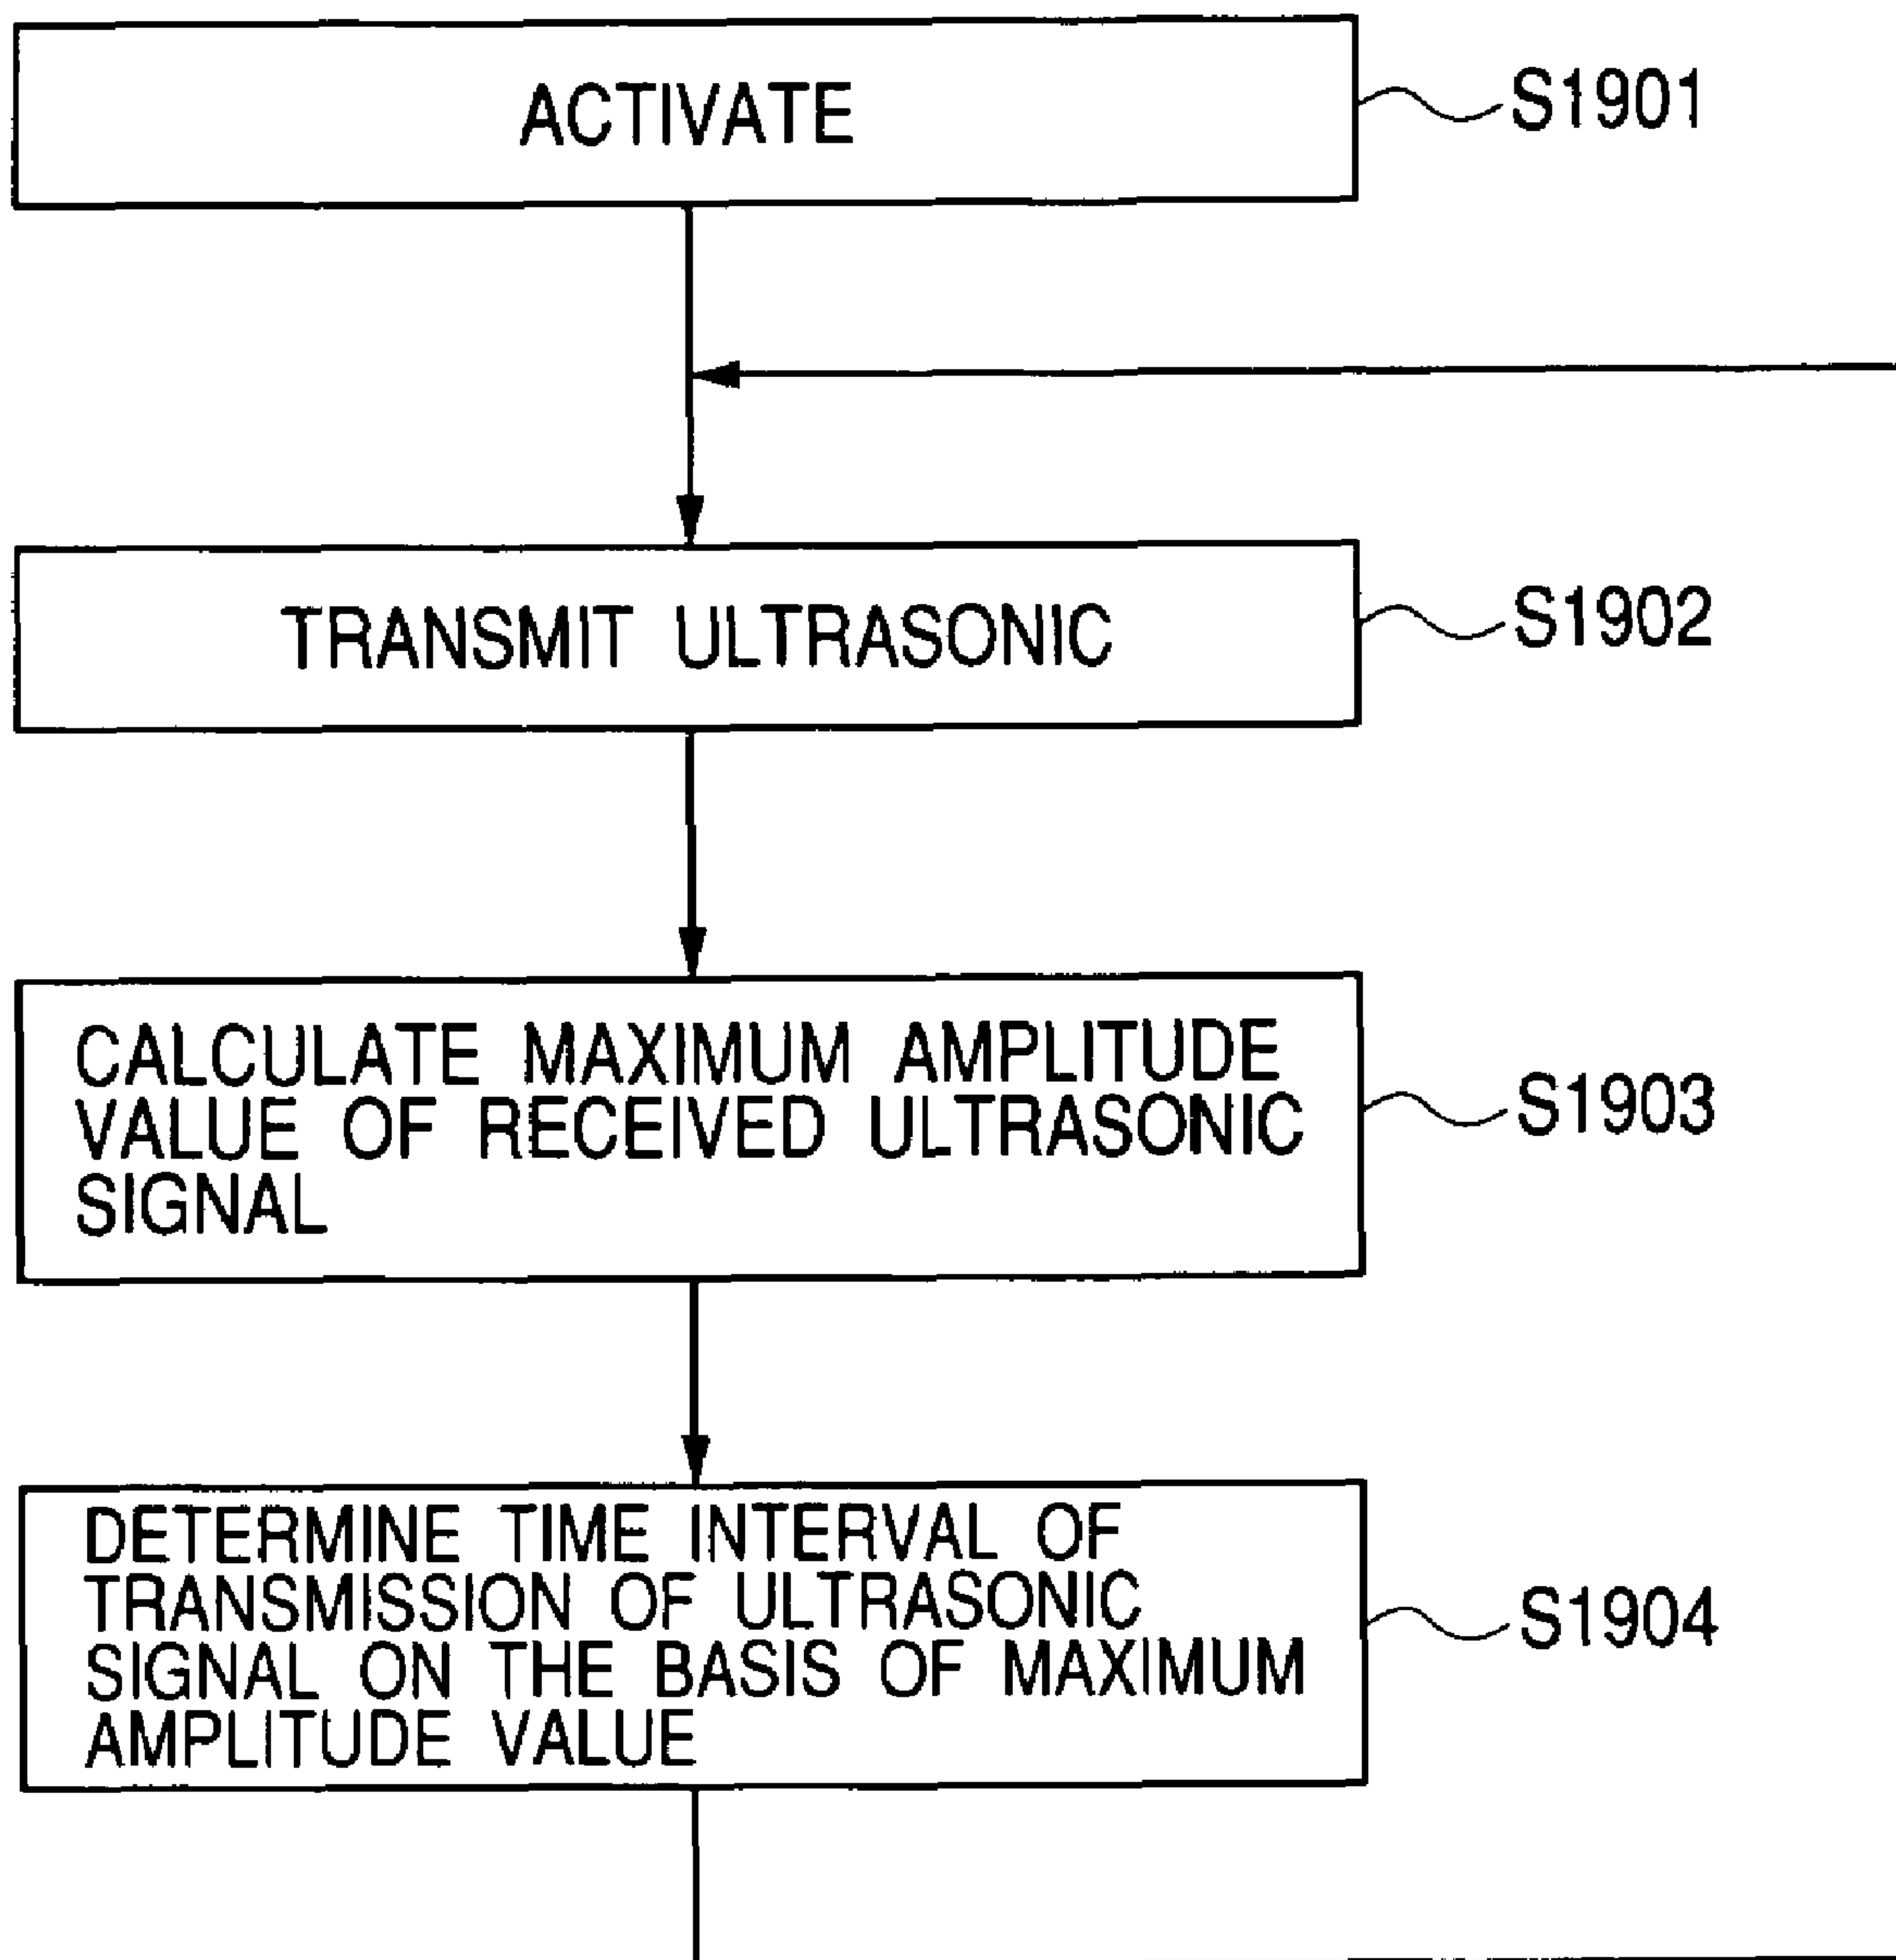 ACTIVATE
S1901
TRANSMIT ULTRASONIC
S1902
CALCULATE MAXIMUM AMPLITUDE
VALUE OF RECEIVED ULTRASONIC
SIGNAL
S1903
DETERMINE TIME INTERVAL OF
TRANSMISSION OF ULTRASONIC
SIGNAL ON THE BASIS OF MAXIMUM
AMPLITUDE VALUE
S1904